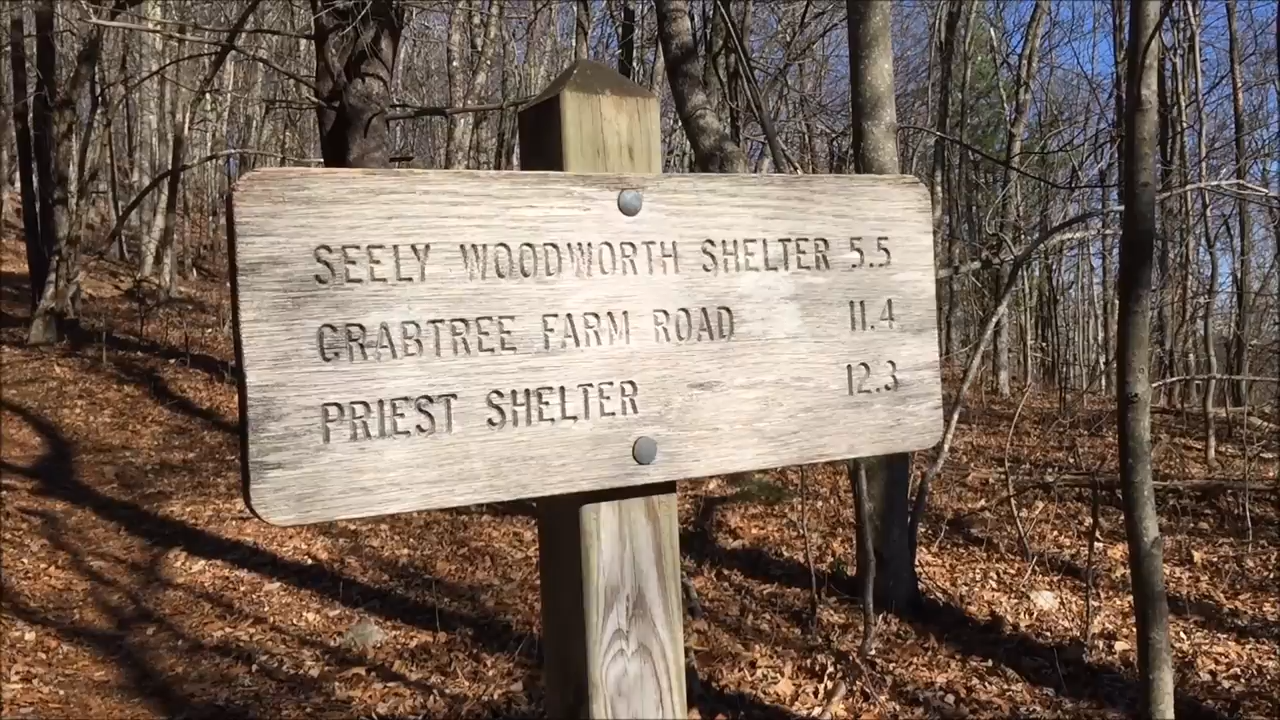 SEELY WOODWORTH SHELTER 5.5
CRABTREE FARM ROAD 11.4
PRIEST SHELTER 12.3